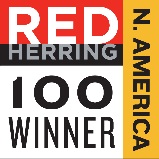 RED
HERRING
100
WINNER
N. AMERICA